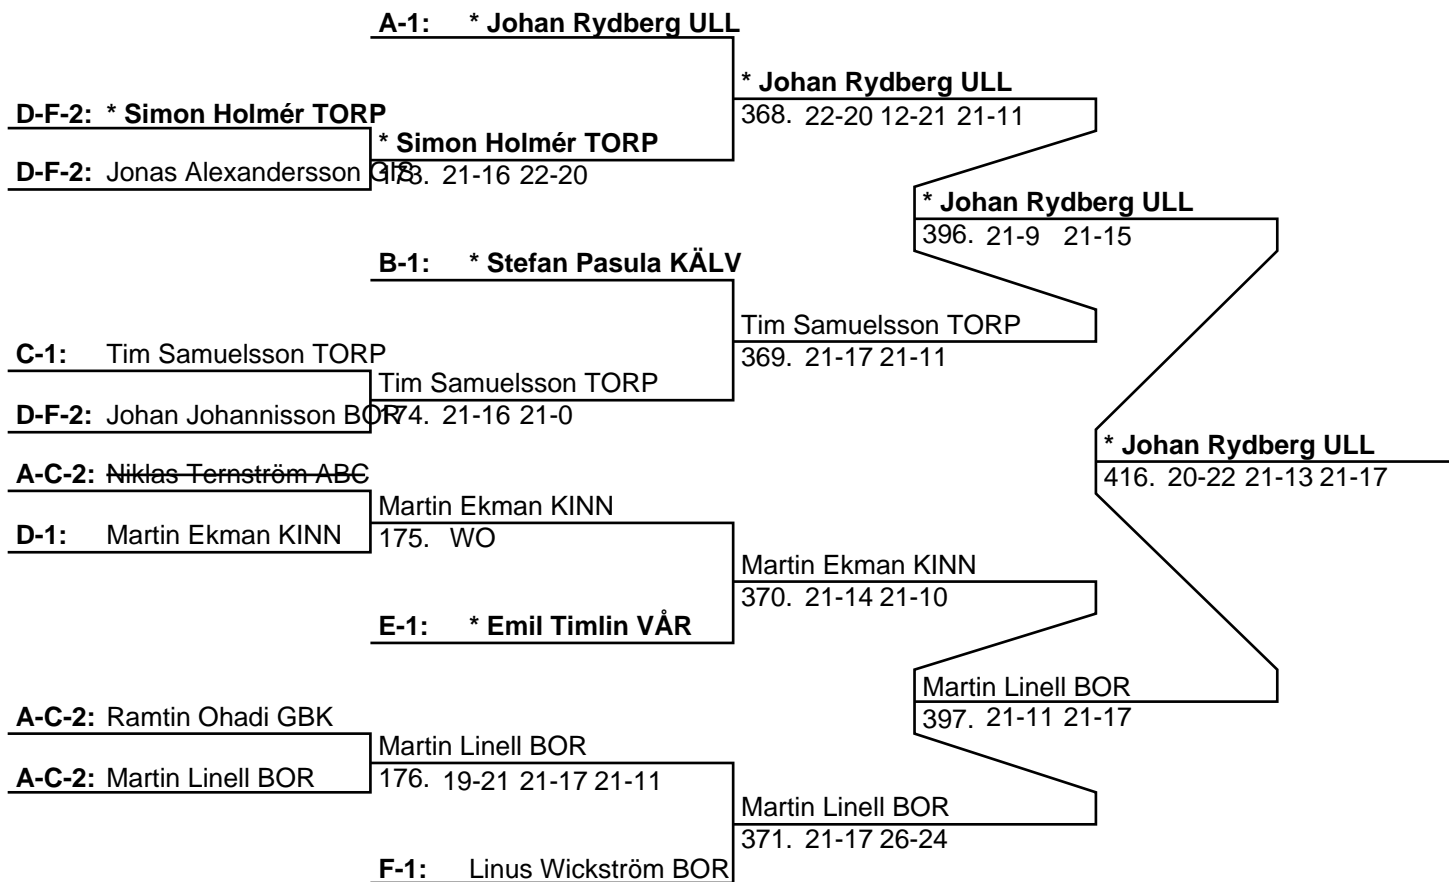 A-1: * Johan Rydberg ULL
* Johan Rydberg ULL
368. 22-20 12-21 21-11
D-F-2: * Simon Holmér TORP
* Simon Holmér TORP
D-F-2: Jonas Alexandersson GIS
173. 21-16 22-20
* Johan Rydberg ULL
396. 21-9 21-15
B-1: * Stefan Pasula KÄLV
Tim Samuelsson TORP
369. 21-17 21-11
C-1: Tim Samuelsson TORP
Tim Samuelsson TORP
D-F-2: Johan Johannisson BOR
174. 21-16 21-0
* Johan Rydberg ULL
416. 20-22 21-13 21-17
A-C-2: Niklas Ternström ABC
Martin Ekman KINN
D-1: Martin Ekman KINN
175. WO
Martin Ekman KINN
370. 21-14 21-10
E-1: * Emil Timlin VÅR
Martin Linell BOR
397. 21-11 21-17
A-C-2: Ramtin Ohadi GBK
Martin Linell BOR
A-C-2: Martin Linell BOR
176. 19-21 21-17 21-11
Martin Linell BOR
371. 21-17 26-24
F-1: Linus Wickström BOR